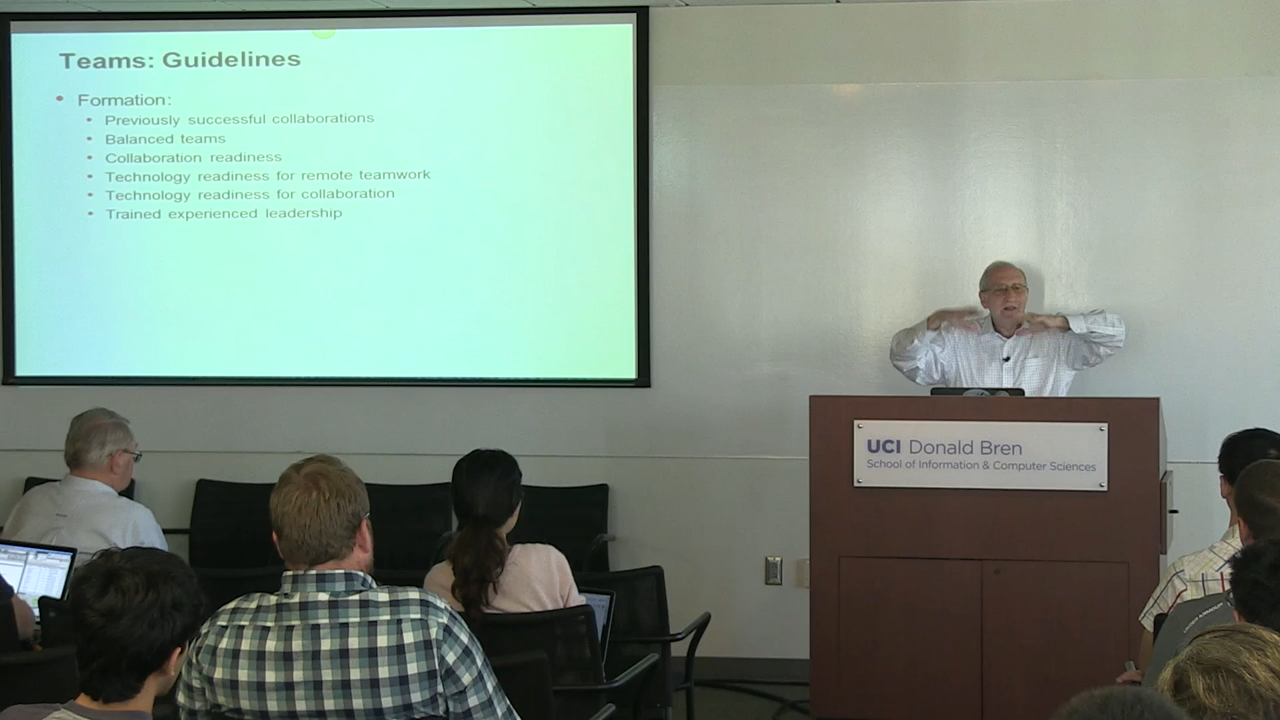 Teams: Guidelines
• Formation:
• Previously successful collaborations
• Balanced teams
• Collaboration readiness
• Technology readiness for remote teamwork
• Technology readiness for collaboration
• Trained experienced leadership
UCI Donald Bren
School of Information & Computer Sciences